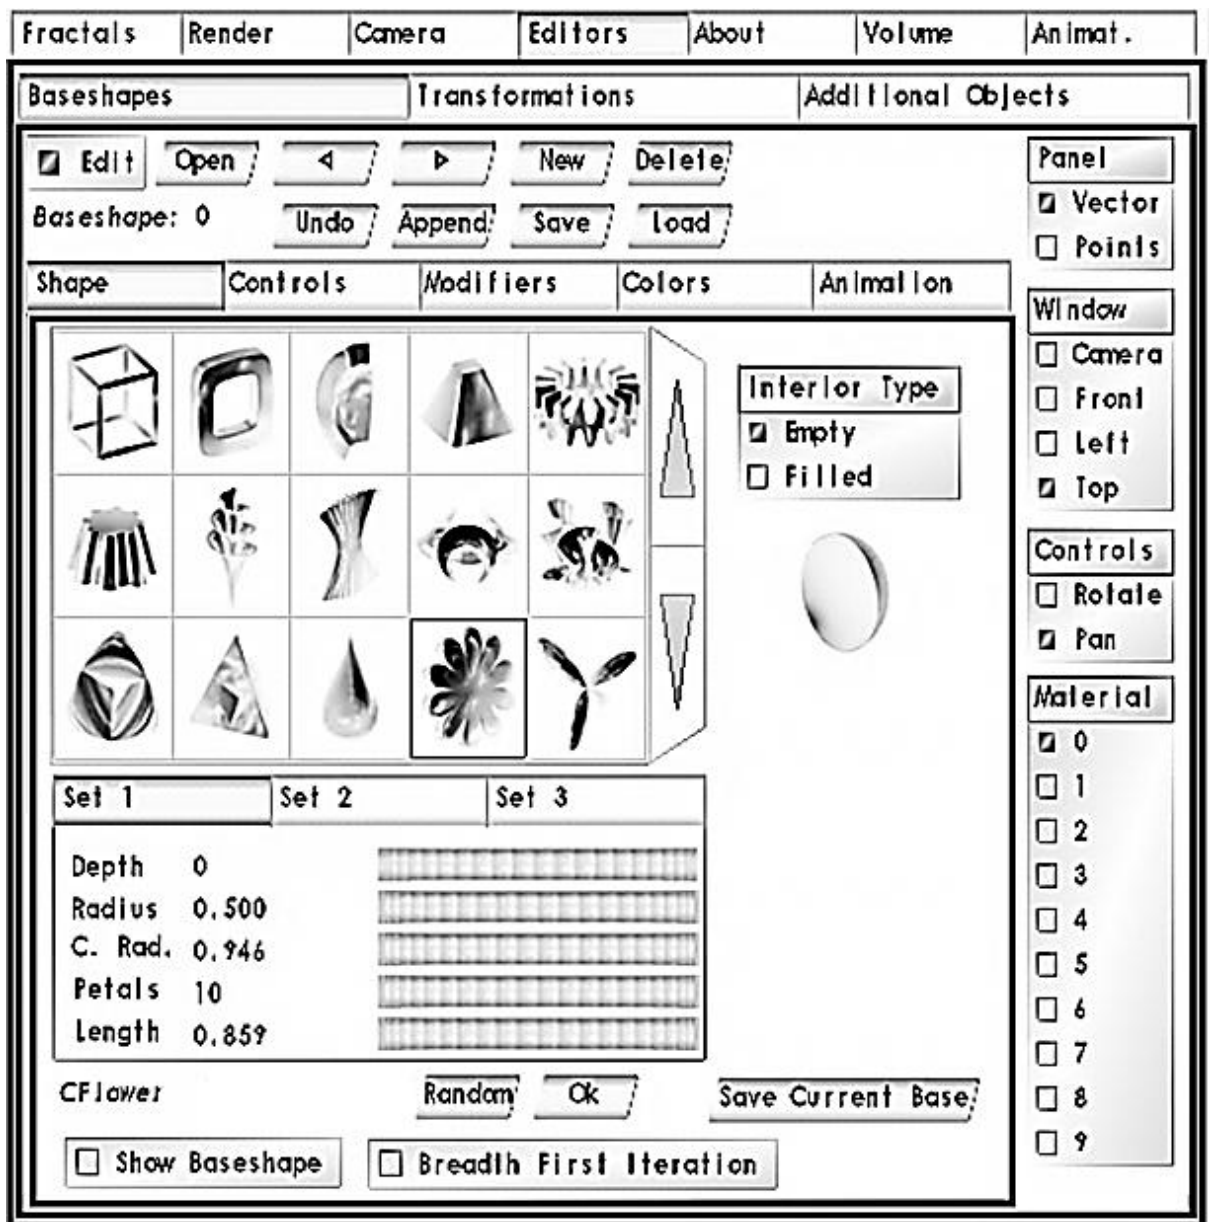 Fractals Render Camera Editors About Volume Animat.
Baseshapes Transformations Additional Objects
Edit Open New Delete
Baseshape: 0 Undo Append Save Load
Shape Controls Modifiers Colors Animation
Panel
Vector
Points
Window
Camera
Front
Left
Top
Interior Type
Empty
Filled
Controls
Rotate
Pan
Material
0
1
2
3
4
5
6
7
8
9
Set 1 Set 2 Set 3
Depth 0
Radius 0.500
C. Rad. 0.946
Petals 10
Length 0.859
CFlower Random Ok Save Current Base
Show Baseshape Breadth First Iteration